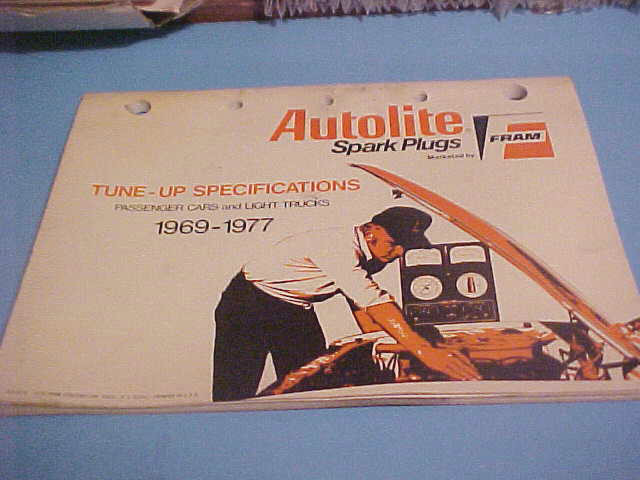 Autolite
Spark Plugs
Marketed by
FRAM
TUNE-UP SPECIFICATIONS
PASSENGER CARS and LIGHT TRUCKS
1969-1977